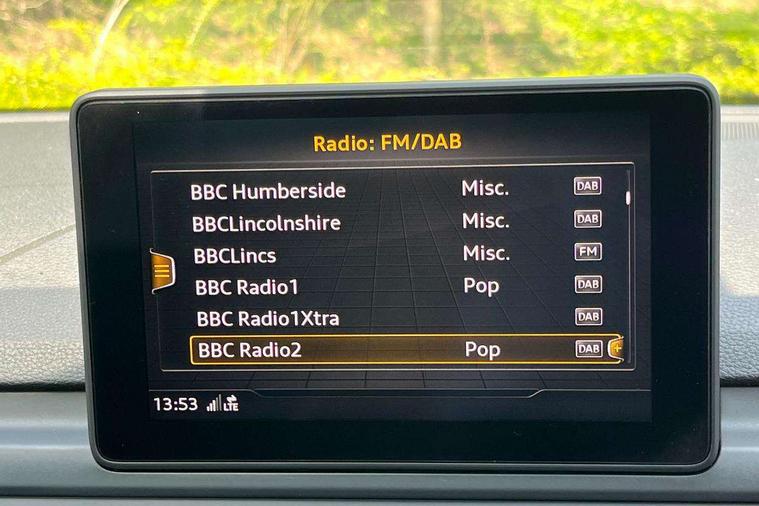 Radio: FM/DAB
BBC Humberside Misc. DAB
BBCLincolnshire Misc. DAB
BBCLincs Misc. FM
BBC Radio1 Pop DAB
BBC Radio1Xtra DAB
BBC Radio2 Pop DAB +
13:53 LTE